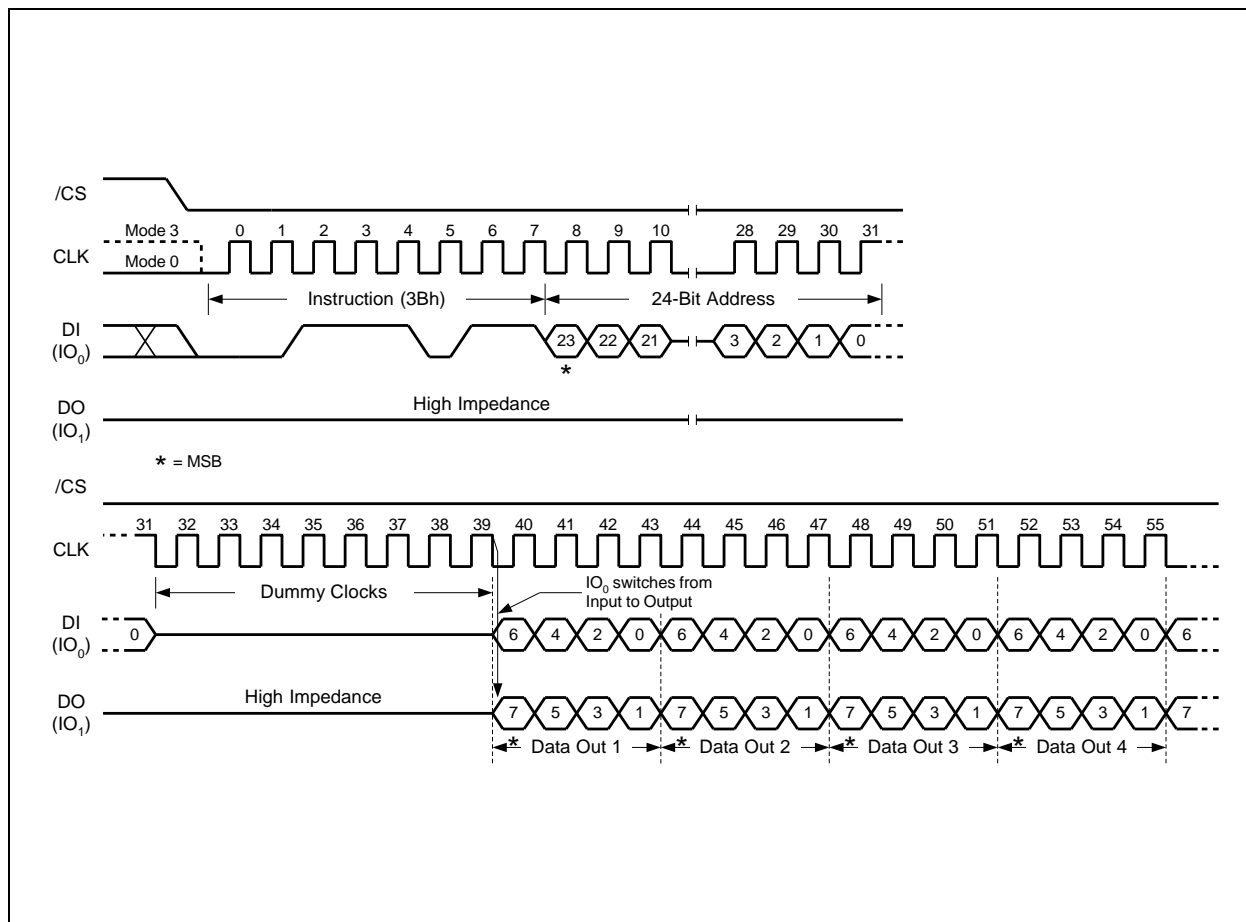 /CS
Mode 3
0 1 2 3 4 5 6 7 8 9 10 28 29 30 31
CLK
Mode 0
Instruction (3Bh) 24-Bit Address
DI
(IO0)
23 22 21 3 2 1 0
*
DO
(IO1)
High Impedance
* = MSB
/CS
31 32 33 34 35 36 37 38 39 40 41 42 43 44 45 46 47 48 49 50 51 52 53 54 55
CLK
Dummy Clocks
IO0 switches from
Input to Output
DI
(IO0)
0 6 4 2 0 6 4 2 0 6 4 2 0 6 4 2 0 6
DO
(IO1)
High Impedance
7 5 3 1 7 5 3 1 7 5 3 1 7 5 3 1 7
* Data Out 1 * Data Out 2 * Data Out 3 * Data Out 4